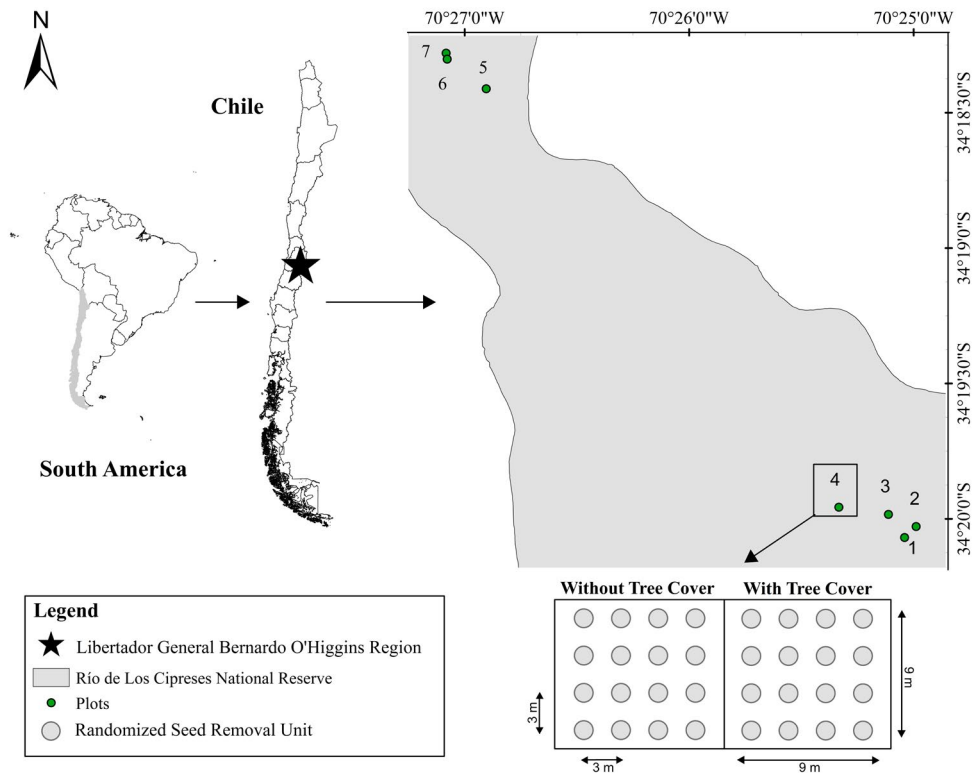 70°27'0"W
70°26'0"W
70°25'0"W
N
7
6
5
34°18'30"S
Chile
34°19'0"S
34°19'30"S
South America
4
3
2
1
34°20'0"S
Without Tree Cover
With Tree Cover
3 m
9 m
3 m
9 m
Legend
Libertador General Bernardo O'Higgins Region
Río de Los Cipreses National Reserve
Plots
Randomized Seed Removal Unit